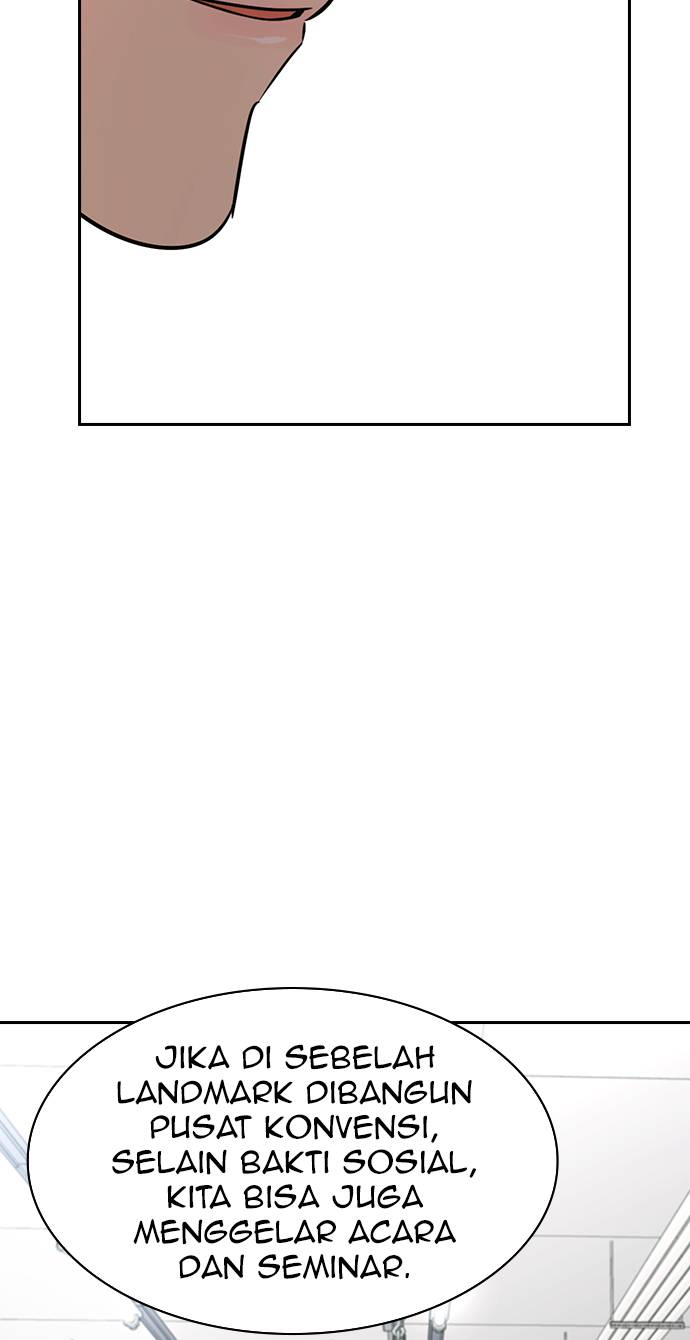 JIKA DI SEBELAH
LANDMARK DIBANGUN
PUSAT KONVENSI,
SELAIN BAKTI SOSIAL,
KITA BISA JUGA
MENGGELAR ACARA
DAN SEMINAR.